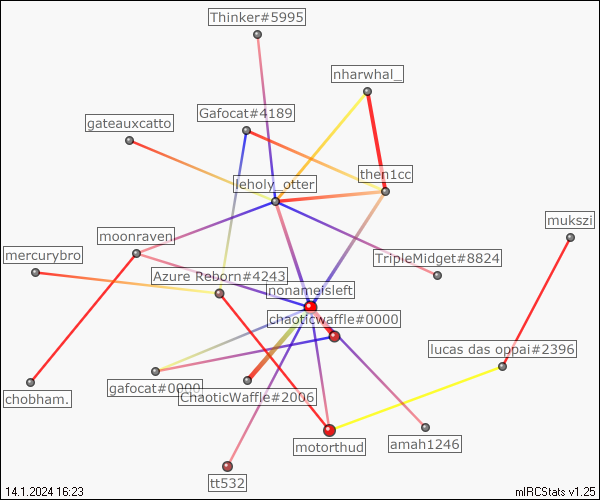 Thinker#5995
nharwhal_
Gafocat#4189
gateauxcatto
then1cc
leholy_otter
mukszi
moonraven
mercurybro
TripleMidget#8824
Azure Reborn#4243
nonameisleft
chaoticwaffle#0000
lucas das oppai#2396
gafocat#0000
ChaoticWaffle#2006
chobham.
motorthud
amah1246
tt532
14.1.2024 16:23
mIRCStats v1.25